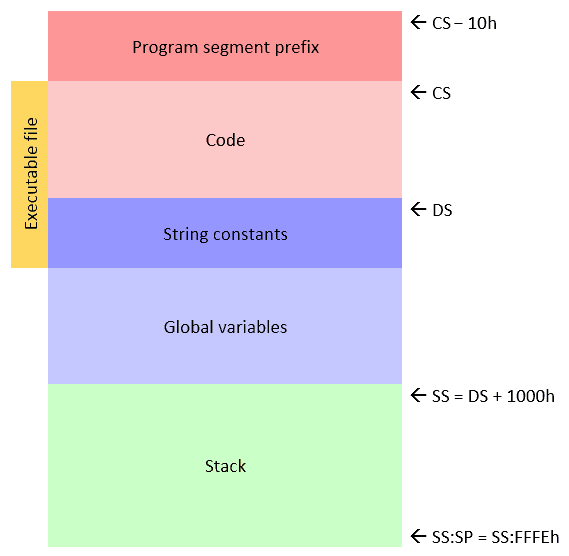 Program segment prefix
← CS – 10h
Executable file
← CS
Code
← DS
String constants
Global variables
← SS = DS + 1000h
Stack
← SS:SP = SS:FFFEh